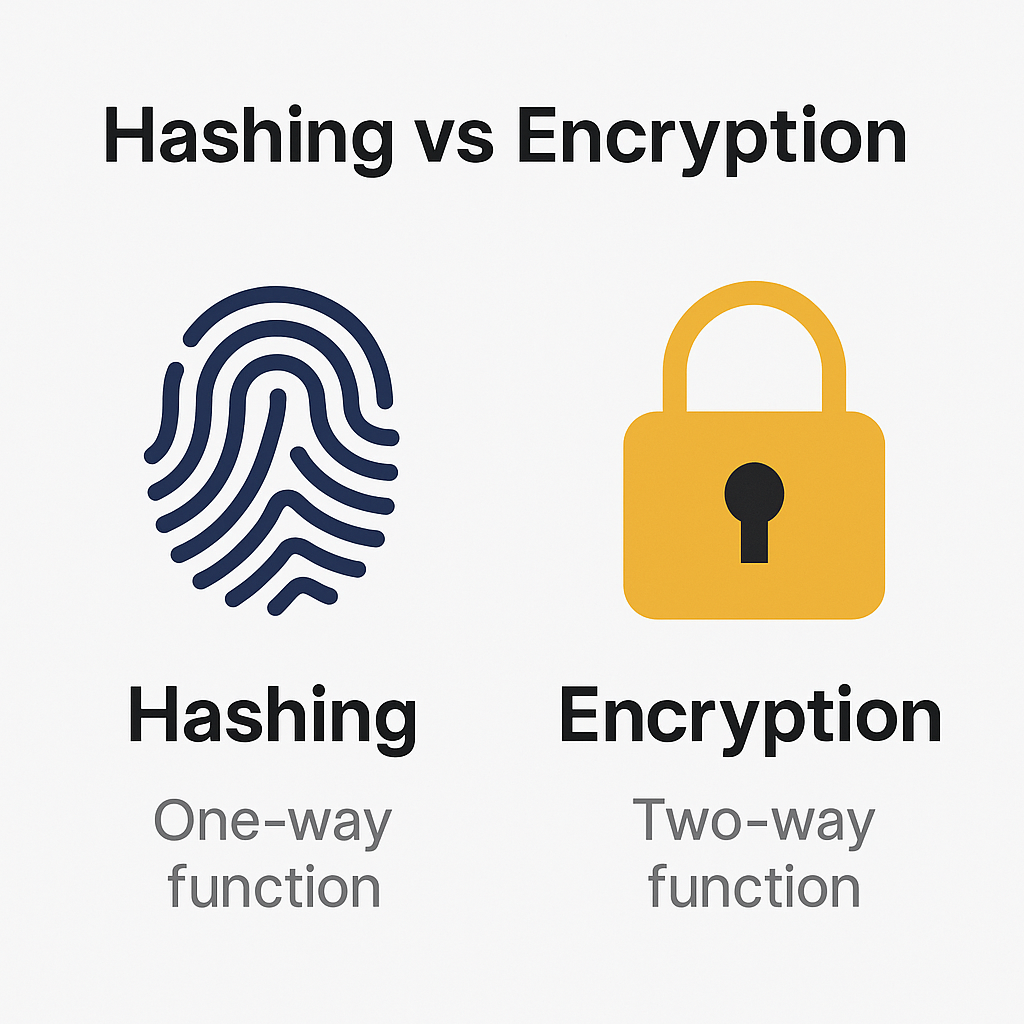 Hashing vs Encryption
Hashing
One-way
function
Encryption
Two-way
function